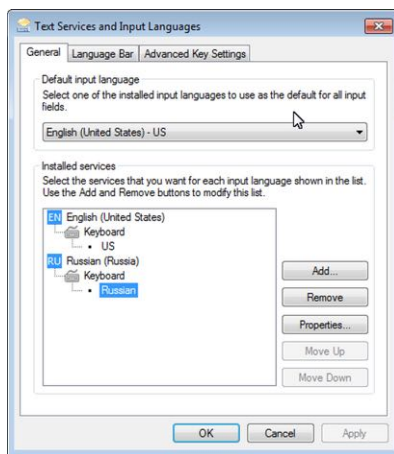 Text Services and Input Languages
General Language Bar Advanced Key Settings
Default input language
Select one of the installed input languages to use as the default for all input
fields.
English (United States) - US
Installed services
Select the services that you want for each input language shown in the list.
Use the Add and Remove buttons to modify this list.
EN English (United States)
Keyboard
• US
RU Russian (Russia)
Keyboard
• Russian
Add...
Remove
Properties...
Move Up
Move Down
OK Cancel Apply